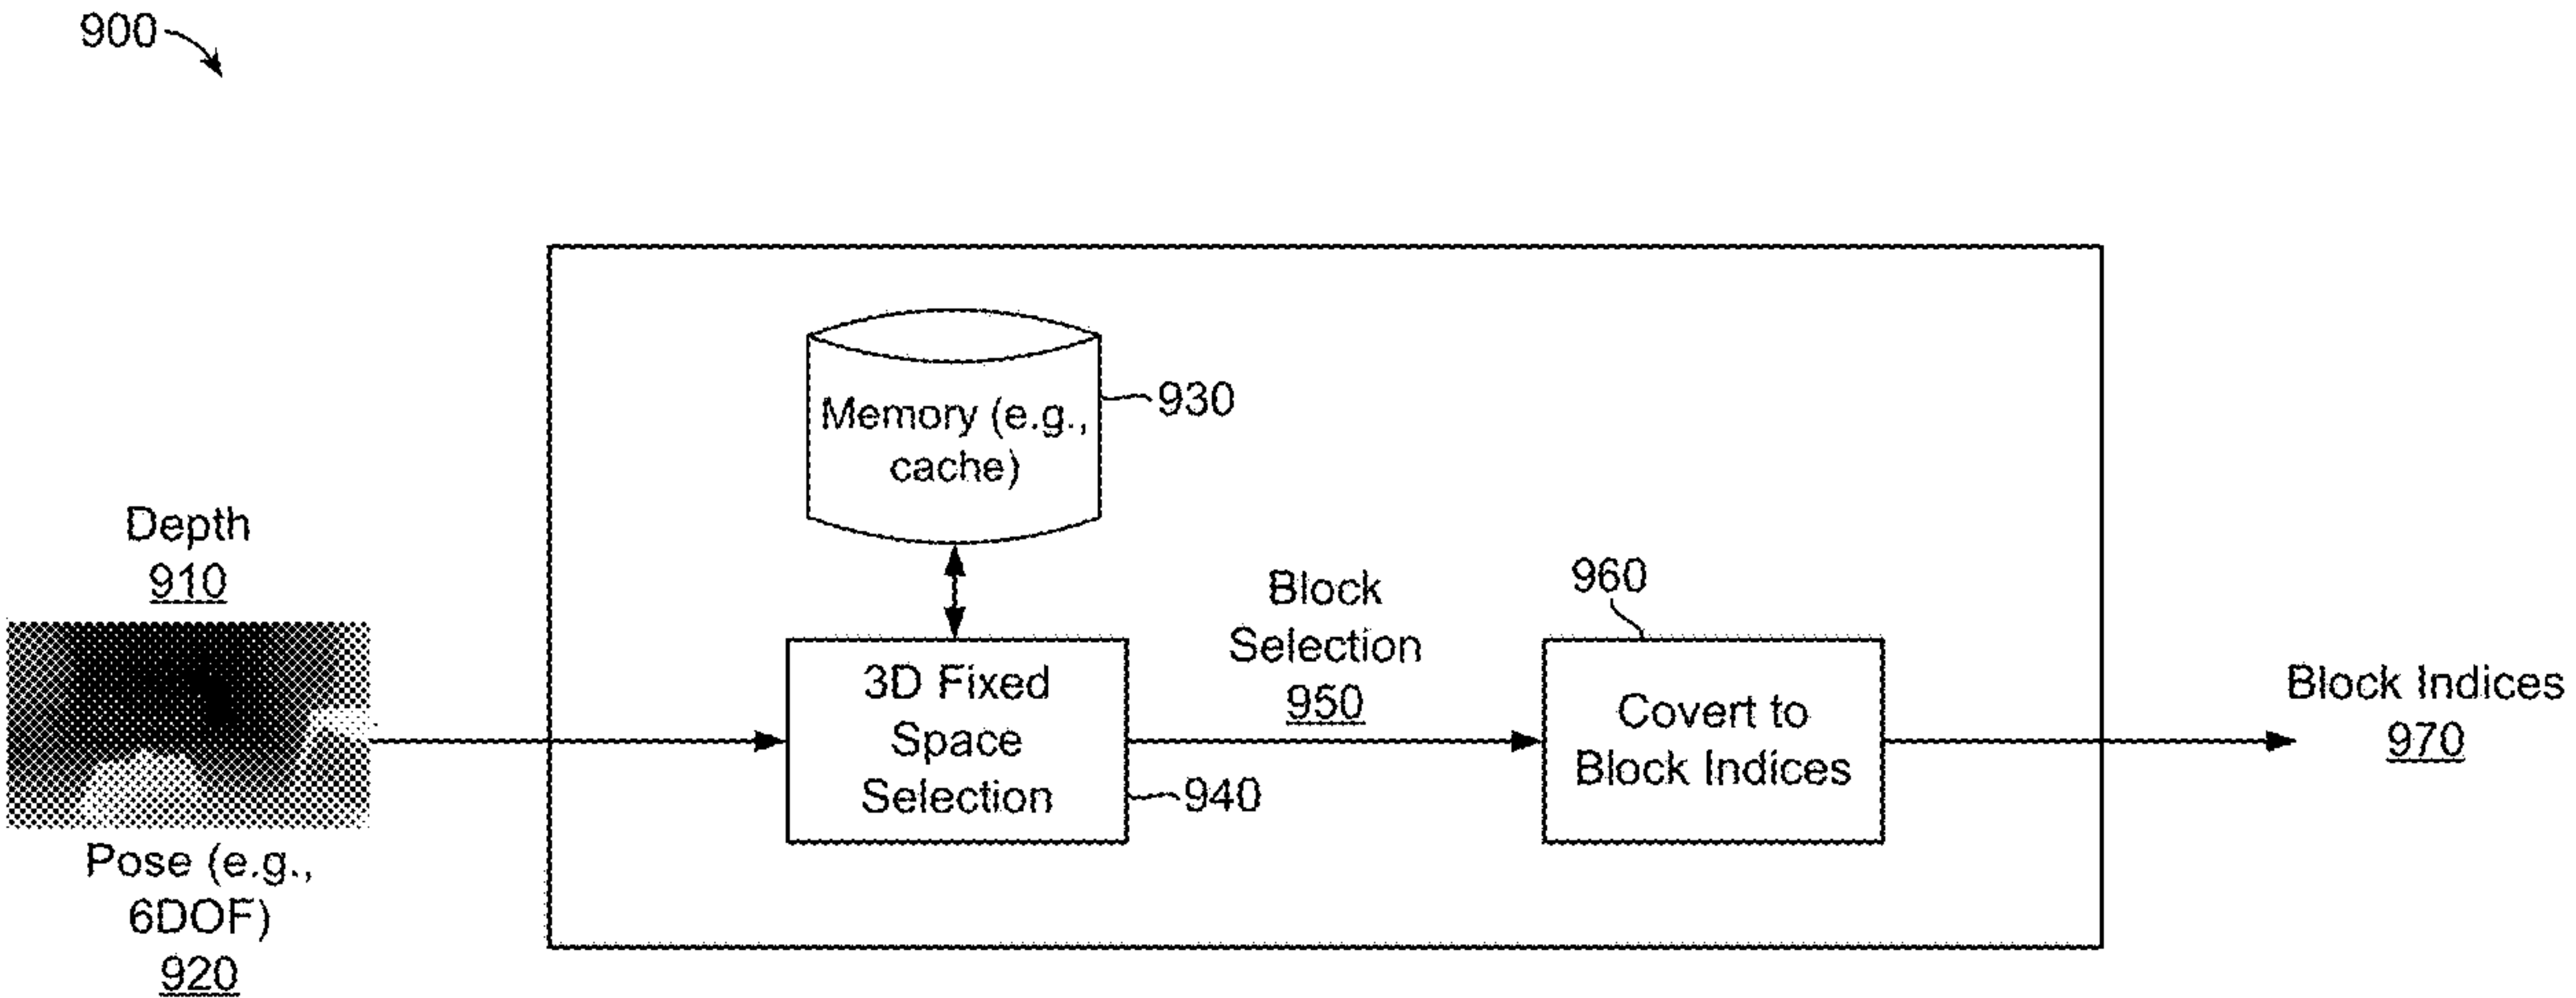 900
Depth
910
Pose (e.g.,
6DOF)
920
Memory (e.g.,
cache)
930
3D Fixed
Space
Selection
940
Block
Selection
950
960
Covert to
Block Indices
Block Indices
970